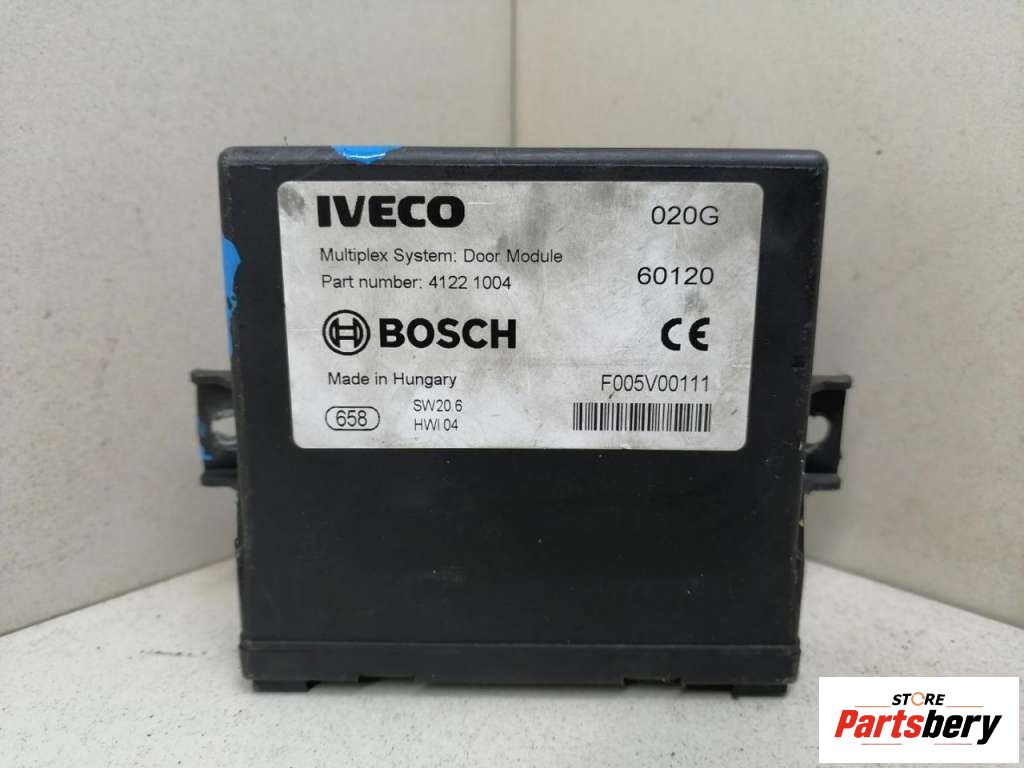 IVECO 020G
Multiplex System: Door Module
Part number: 4122 1004 60120
BOSCH CE
Made in Hungary F005V00111
658 SW20.6
HWI 04
STORE
Partsbery